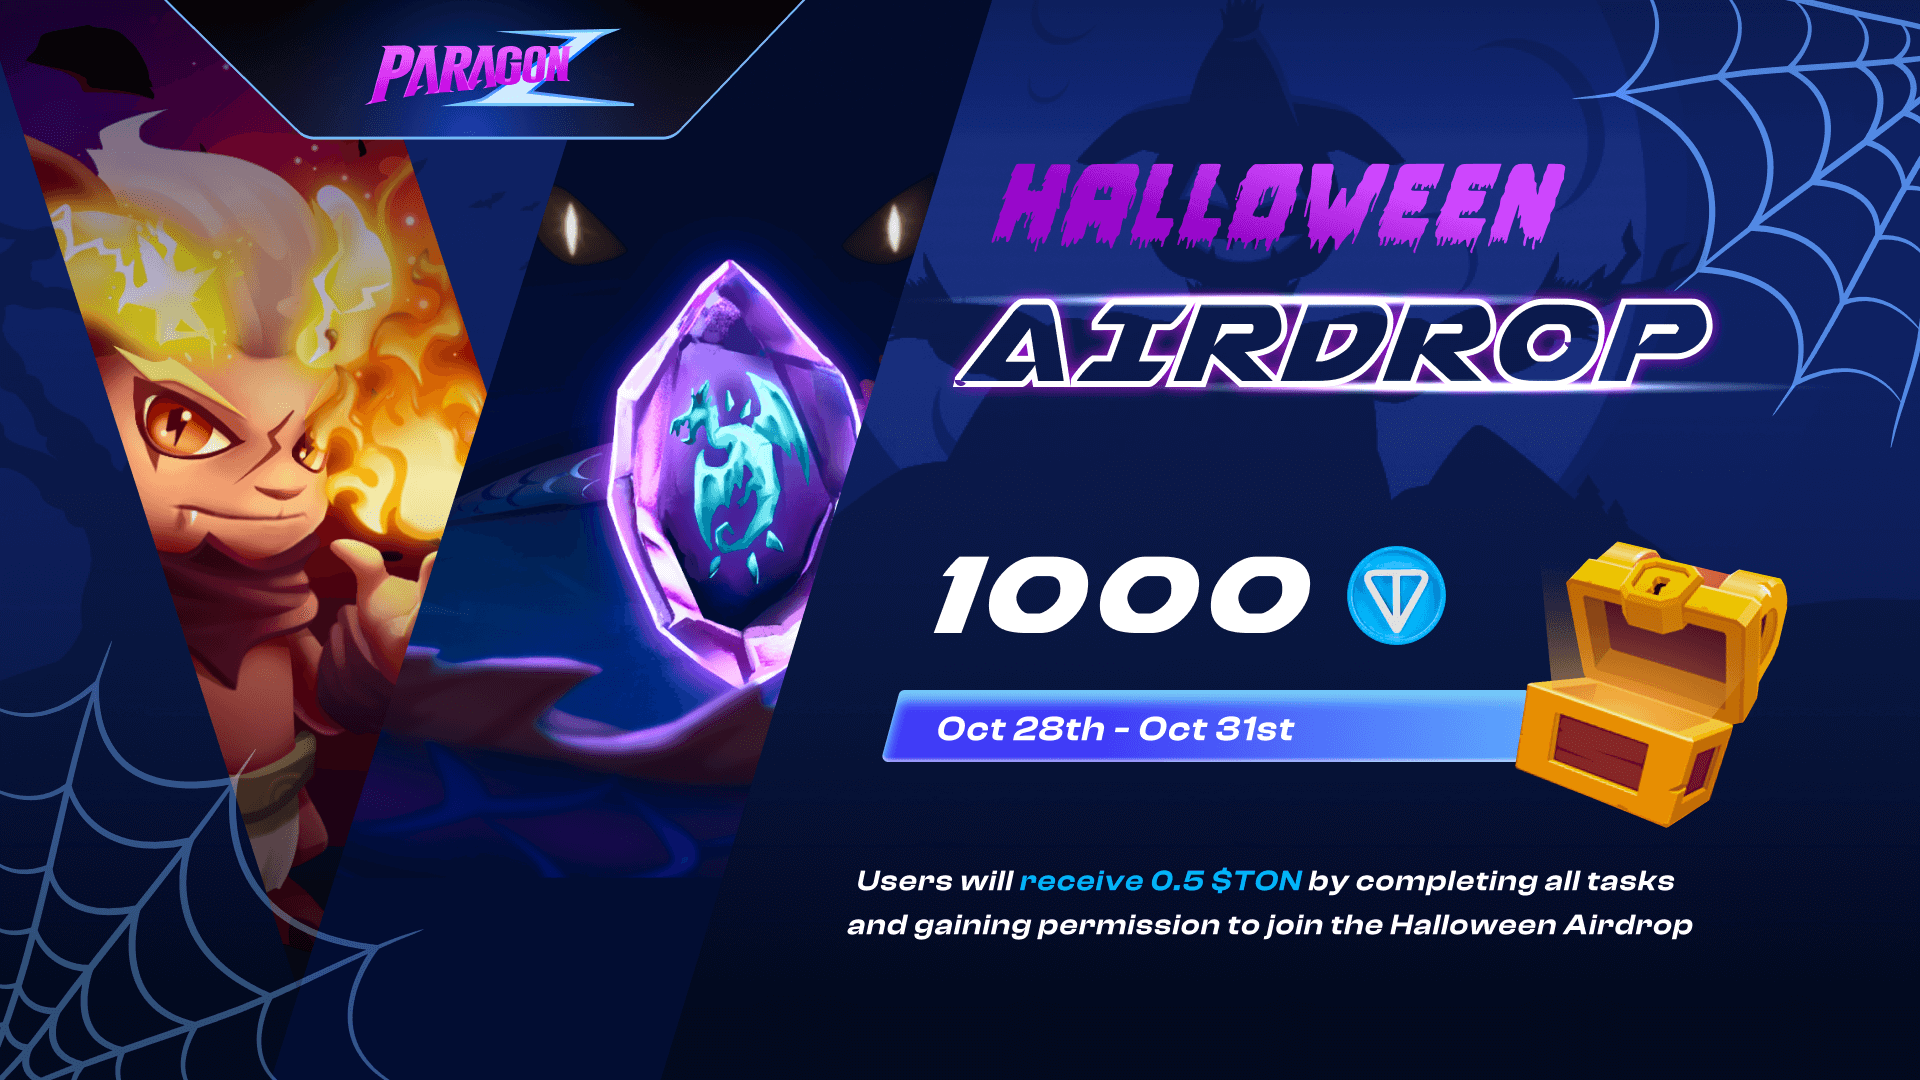 PARAGON Z
HALLOWEEN
AIRDROP
1000
Oct 28th - Oct 31st
Users will receive 0.5 $TON by completing all tasks
and gaining permission to join the Halloween Airdrop